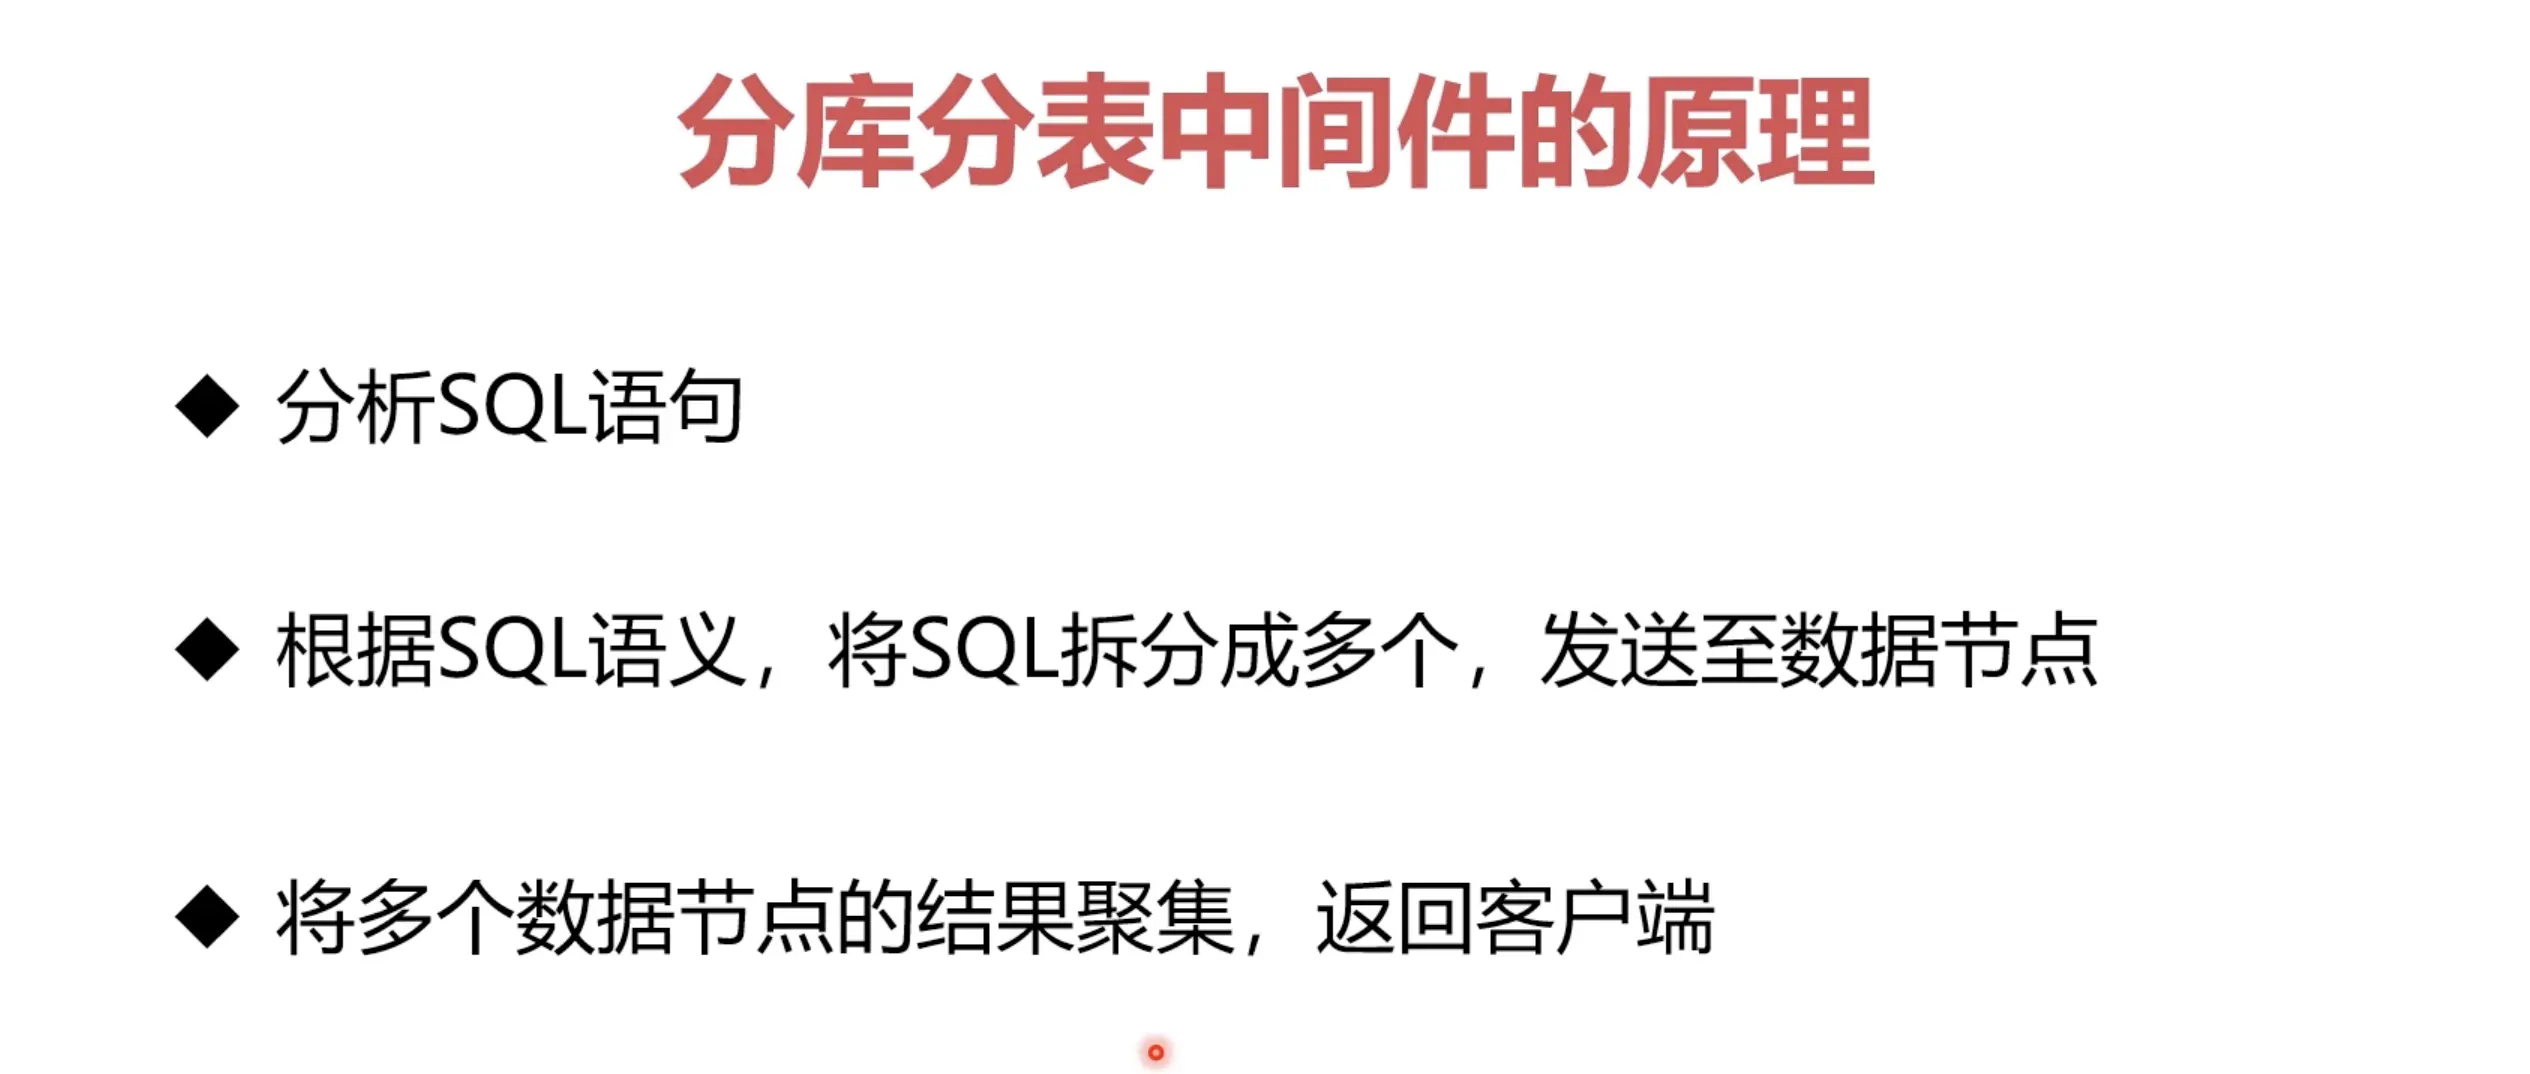 分库分表中间件的原理
◆ 分析SQL语句
◆ 根据SQL语义，将SQL拆分成多个，发送至数据节点
◆ 将多个数据节点的结果聚集，返回客户端